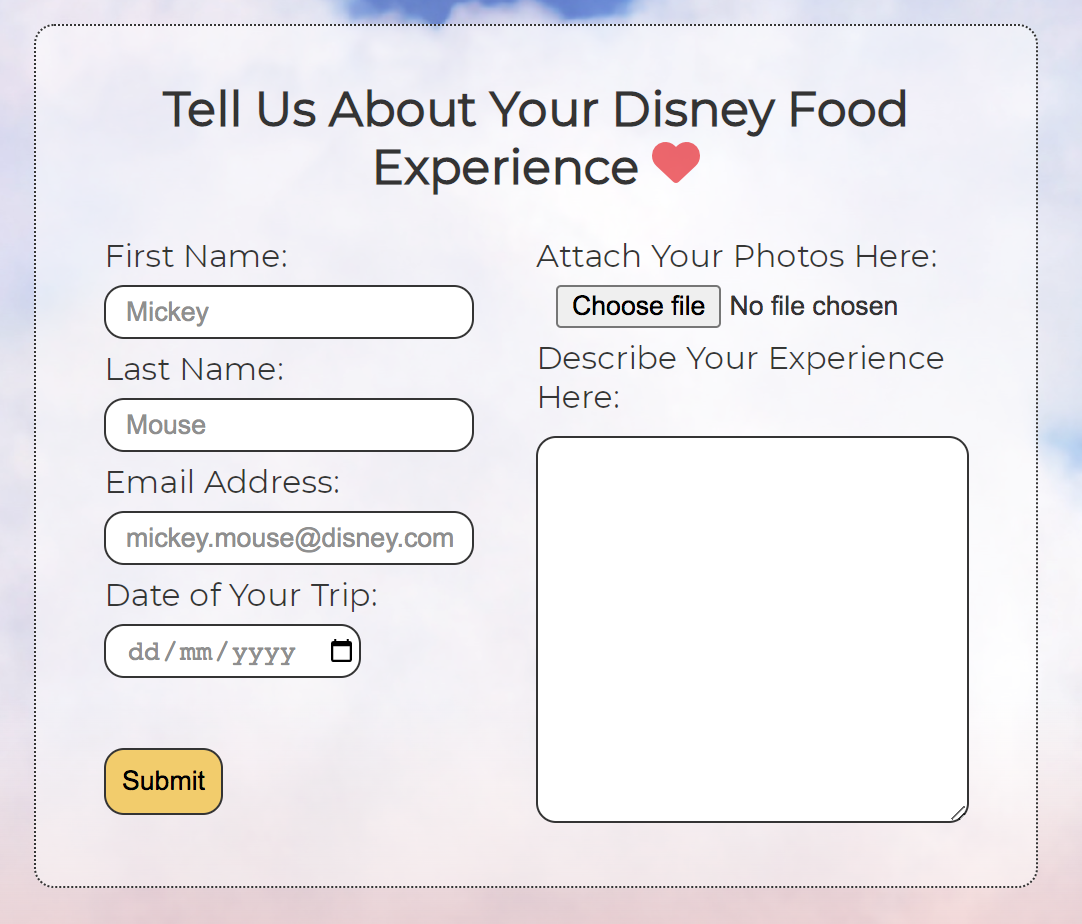 Tell Us About Your Disney Food
Experience
First Name:
Mickey
Last Name:
Mouse
Email Address:
mickey.mouse@disney.com
Date of Your Trip:
dd/mm/yyyy
Submit
Attach Your Photos Here:
Choose file No file chosen
Describe Your Experience
Here: